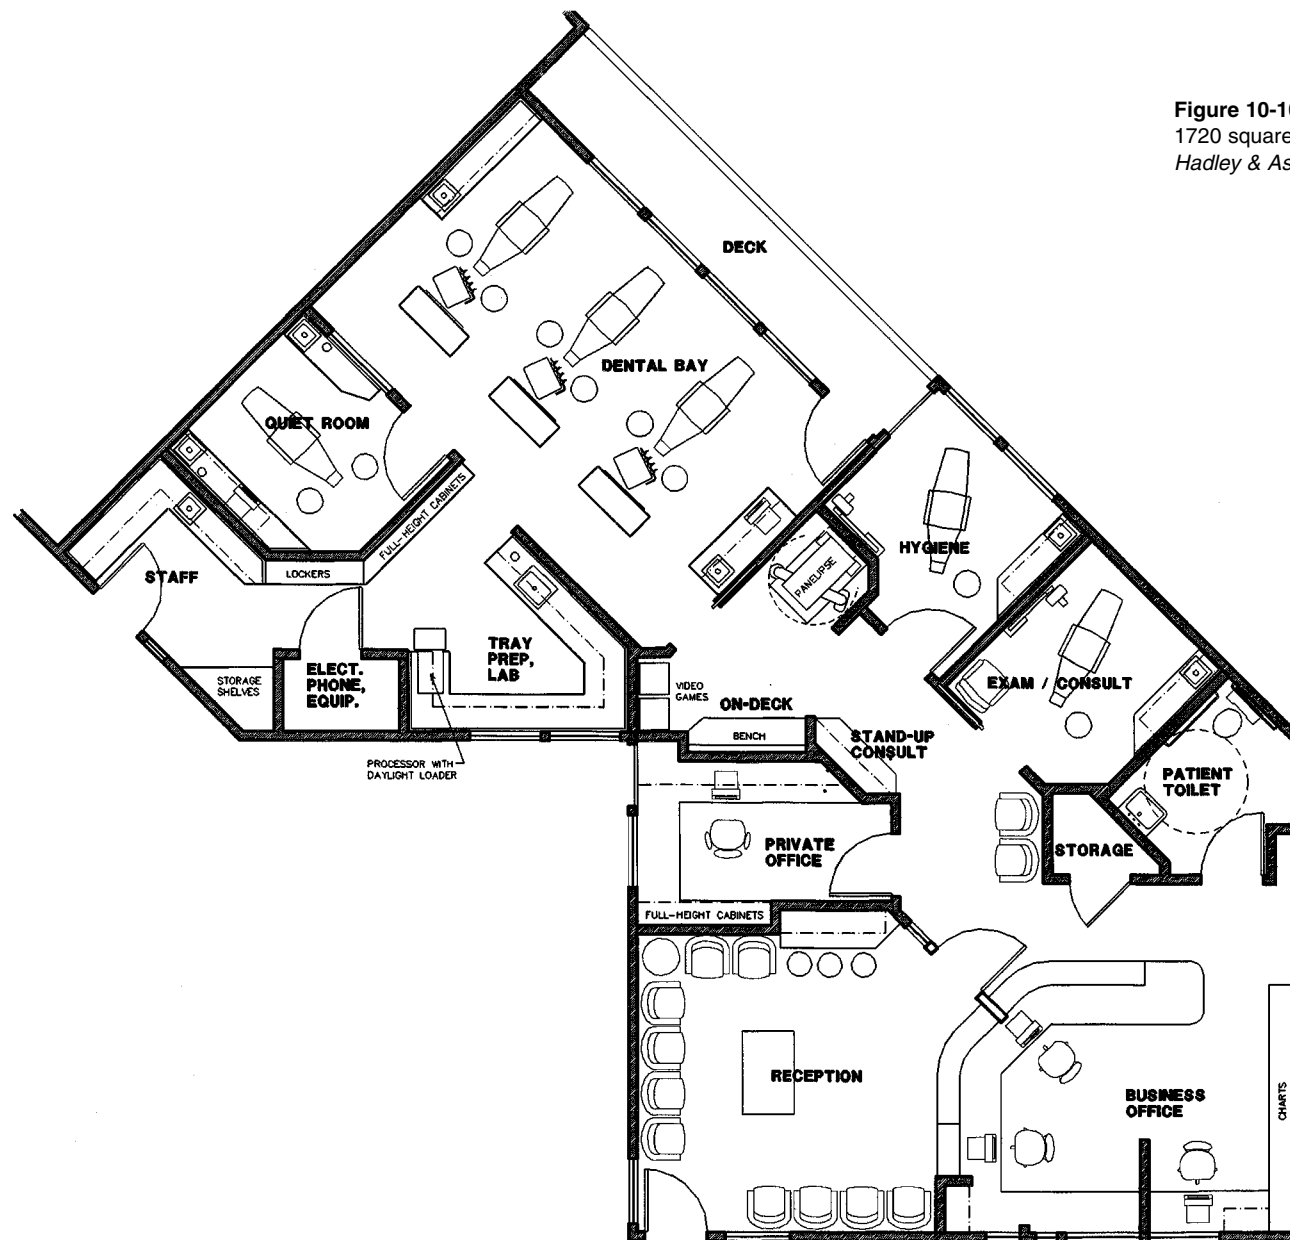 Figure 10-10
1720 square
Hadley & As
DECK
DENTAL BAY
QUIET ROOM
FULL-HEIGHT CABINETS
PANELIPSE
HYGIENE
STAFF
LOCKERS
TRAY
PREP,
LAB
ELECT.
PHONE,
EQUIP.
STORAGE
SHELVES
VIDEO
GAMES
ON-DECK
BENCH
EXAM / CONSULT
STAND-UP
CONSULT
PROCESSOR WITH
DAYLIGHT LOADER
PATIENT
TOILET
PRIVATE
OFFICE
STORAGE
FULL-HEIGHT CABINETS
RECEPTION
BUSINESS
OFFICE
CHARTS